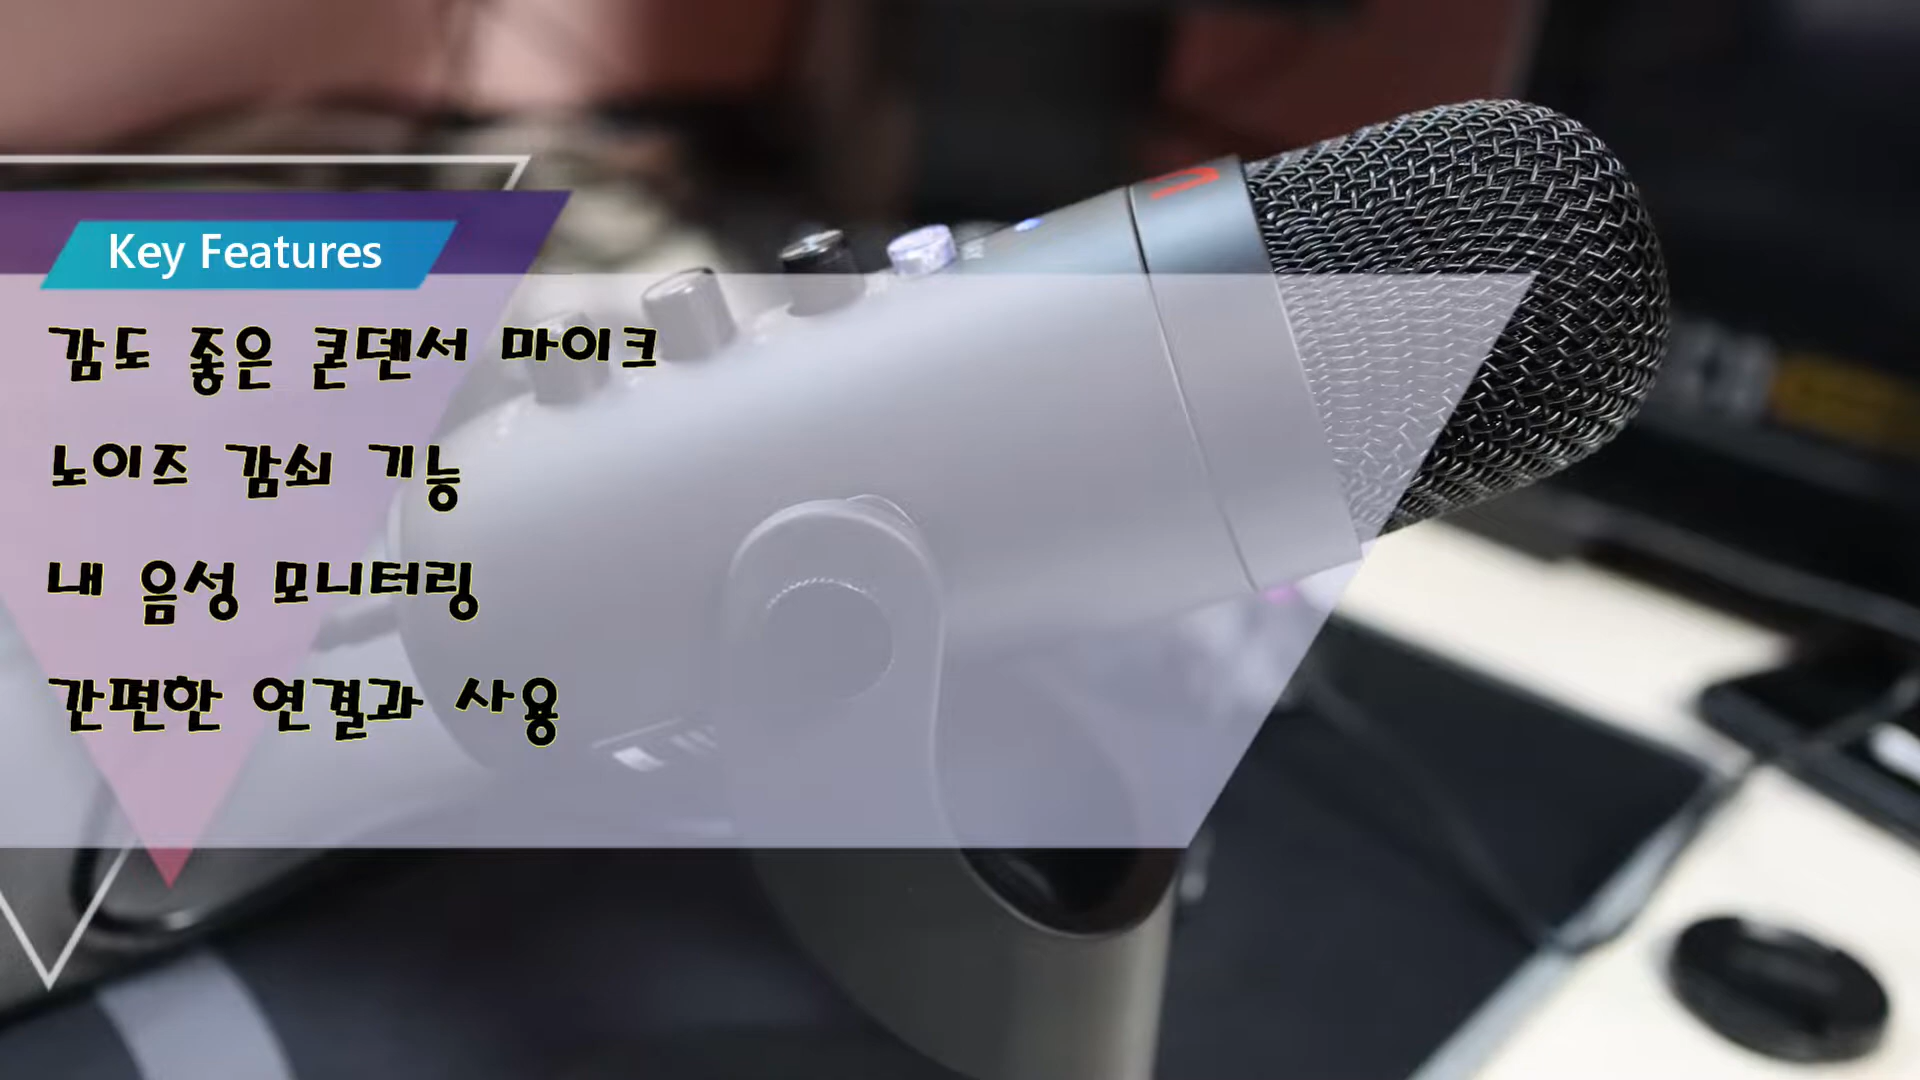 Key Features
감도 좋은 콘덴서 마이크
노이즈 감쇠 기능
내 음성 모니터링
간편한 연결과 사용